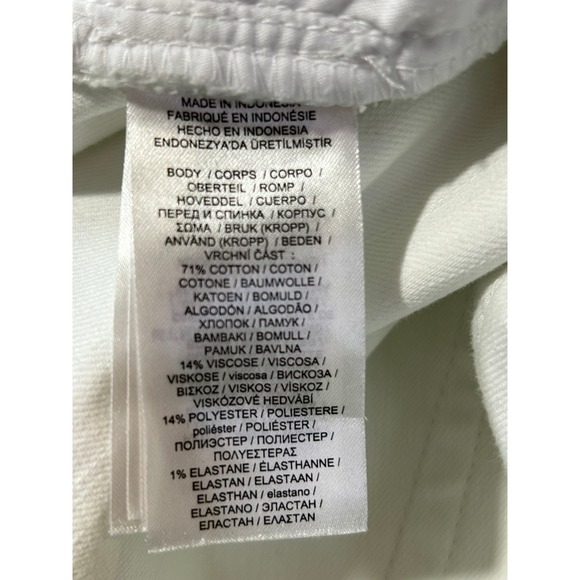 MADE IN INDONESIA
FABRIQUÉ EN INDONÉSIE
HECHO EN INDONESIA
ENDONEZYA'DA ÜRETİLMİŞTİR
BODY / CORPS / CORPO /
OBERTEIL / ROMP /
HOVEDDEL / CUERPO /
ПЕРЕД И СПИНКА / КОРПУС /
ΣΩΜΑ / BRUK (KROPP) /
ANVÄND (KROPP) / BEDEN /
VRCHNÍ ČÁST :
71% COTTON / COTON /
COTONE / BAUMWOLLE /
KATOEN / BOMULD /
ALGODÓN / ALGODÃO /
ХЛОПОК / ПАМУК /
BAMBAKI / BOMULL /
PAMUK / BAVLNA
14% VISCOSE / VISCOSA /
VISKOSE / viscosa / ВИСКОЗА /
ΒΙΣΚΟΖ / VISKOS / VİSKOZ /
VISKÓZOVÉ HEDVÁBÍ
14% POLYESTER / POLIESTERE /
poliéster / POLIÉSTER /
ПОЛИЭСТЕР / ПОЛИЕСТЕР /
ΠΟΛΥΕΣΤΕΡΑΣ
1% ELASTANE / ÉLASTHANNE /
ELASTAN / ELASTAAN /
ELASTHAN / elastano /
ELASTANO / ЭЛАСТАН /
ЕЛАСТАН / ΕΛΑΣΤΑΝ